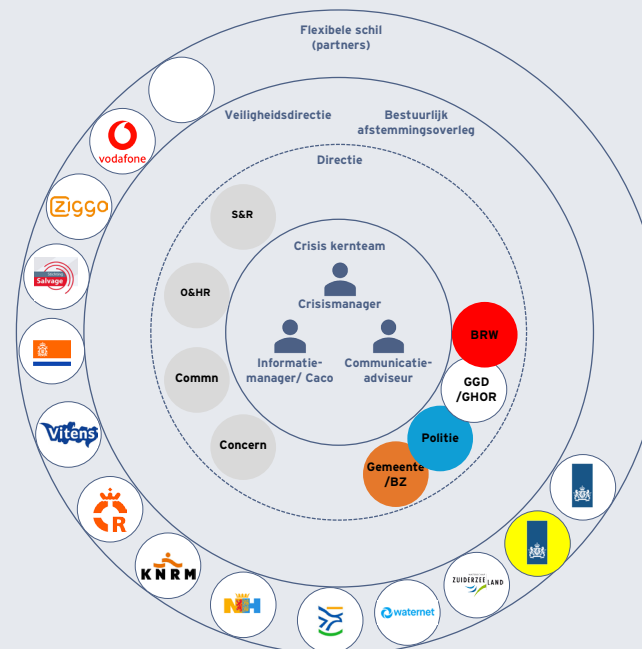 Flexibele schil
(partners)
Veiligheidsdirectie
Bestuurlijk
afstemmingsoverleg
Directie
vodafone
ziggo
S&R
Crisis kernteam
Salvage
O&HR
Crisismanager
BRW
Informatie-
manager/ Caco
Communicatie-
adviseur
Commn
GGD
/GHOR
Vitens
Concern
Politie
Gemeente
/BZ
R
KNRM
NH
waternet
ZUIDERZEELAND